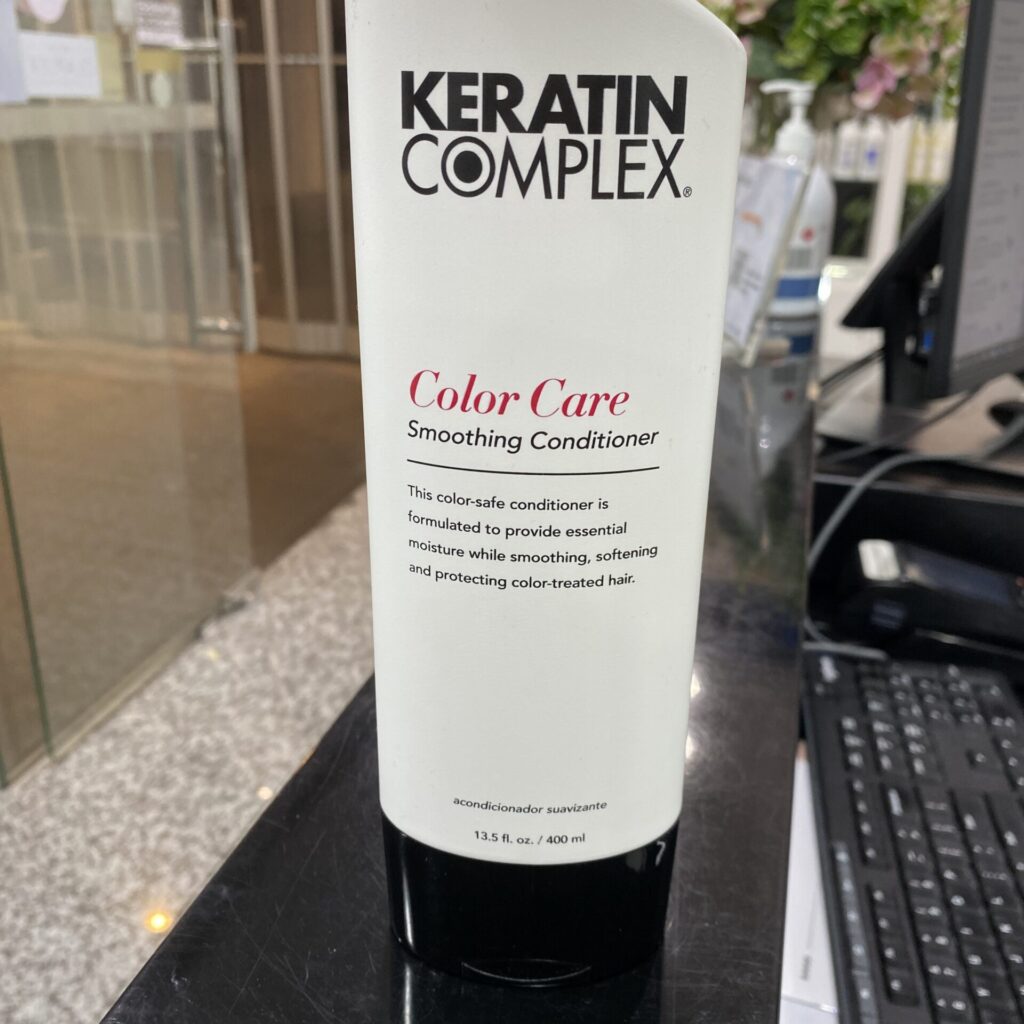 KERATIN
COMPLEX®
Color Care
Smoothing Conditioner
This color-safe conditioner is
formulated to provide essential
moisture while smoothing, softening
and protecting color-treated hair.
acondicionador suavizante
13.5 fl. oz. / 400 ml